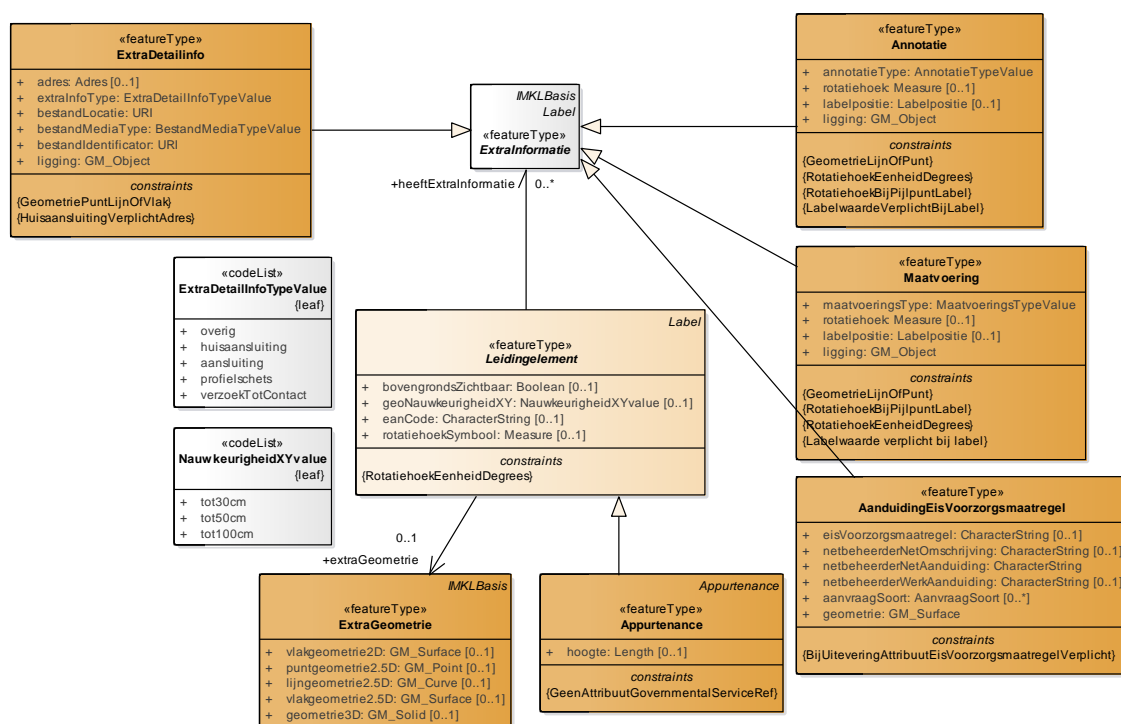 «featureType»
ExtraDetailinfo
+ adres: Adres [0..1]
+ extraInfoType: ExtraDetailInfoTypeValue
+ bestandLocatie: URI
+ bestandMediaType: BestandMediaTypeValue
+ bestandIdentificator: URI
+ ligging: GM_Object
constraints
{GeometriePuntLijnOfVlak}
{HuisaansluitingVerplichtAdres}
IMKLBasis
Label
«featureType»
ExtraInformatie
+heeftExtraInformatie
0..*
«featureType»
Annotatie
+ annotatieType: AnnotatieTypeValue
+ rotatiehoek: Measure [0..1]
+ labelpositie: Labelpositie [0..1]
+ ligging: GM_Object
constraints
{GeometrieLijnOfPunt}
{RotatiehoekEenheidDegrees}
{RotatiehoekBijPijlpuntLabel}
{LabelwaardeVerplichtBijLabel}
«codeList»
ExtraDetailInfoTypeValue
{leaf}
+ overig
+ huisaansluiting
+ aansluiting
+ profielschets
+ verzoekTotContact
«featureType»
Maatvoering
+ maatvoeringsType: MaatvoeringsTypeValue
+ rotatiehoek: Measure [0..1]
+ labelpositie: Labelpositie [0..1]
+ ligging: GM_Object
constraints
{GeometrieLijnOfPunt}
{RotatiehoekBijPijlpuntLabel}
{RotatiehoekEenheidDegrees}
{Labelwaarde verplicht bij label}
Label
«featureType»
Leidingelement
+ bovengrondsZichtbaar: Boolean [0..1]
+ geoNauwkeurigheidXY: NauwkeurigheidXYvalue [0..1]
+ eanCode: CharacterString [0..1]
+ rotatiehoekSymbool: Measure [0..1]
constraints
{RotatiehoekEenheidDegrees}
«codeList»
NauwkeurigheidXYvalue
{leaf}
+ tot30cm
+ tot50cm
+ tot100cm
«featureType»
AanduidingEisVoorzorgsmaatregel
+ eisVoorzorgsmaatregel: CharacterString [0..1]
+ netbeheerderNetOmschrijving: CharacterString [0..1]
+ netbeheerderNetAanduiding: CharacterString
+ netbeheerderWerkAanduiding: CharacterString [0..1]
+ aanvraagSoort: AanvraagSoort [0..*]
+ geometrie: GM_Surface
constraints
{BijUiteveringAttribuutEisVoorzorgsmaatregelVerplicht}
0..1
+extraGeometrie
IMKLBasis
«featureType»
ExtraGeometrie
+ vlakgeometrie2D: GM_Surface [0..1]
+ puntgeometrie2.5D: GM_Point [0..1]
+ lijngeometrie2.5D: GM_Curve [0..1]
+ vlakgeometrie2.5D: GM_Surface [0..1]
+ geometrie3D: GM_Solid [0..1]
Appurtenance
«featureType»
Appurtenance
+ hoogte: Length [0..1]
constraints
{GeenAttribuutGovernmentalServiceRef}